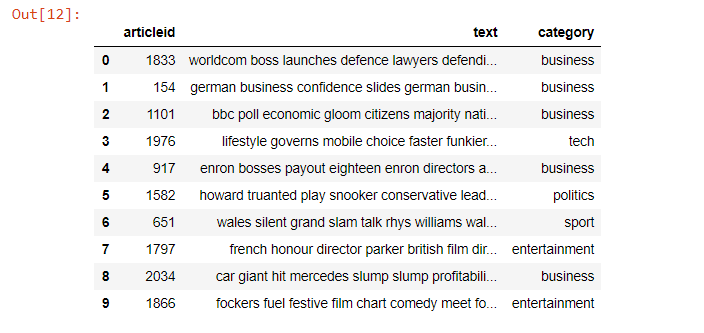 Out[12]:
articleid text category
0 1833 worldcom boss launches defence lawyers defendi... business
1 154 german business confidence slides german busin... business
2 1101 bbc poll economic gloom citizens majority nati... business
3 1976 lifestyle governs mobile choice faster funkier... tech
4 917 enron bosses payout eighteen enron directors a... business
5 1582 howard truanted play snooker conservative lead... politics
6 651 wales silent grand slam talk rhys williams wal... sport
7 1797 french honour director parker british film dir... entertainment
8 2034 car giant hit mercedes slump slump profitabili... business
9 1866 fockers fuel festive film chart comedy meet fo... entertainment